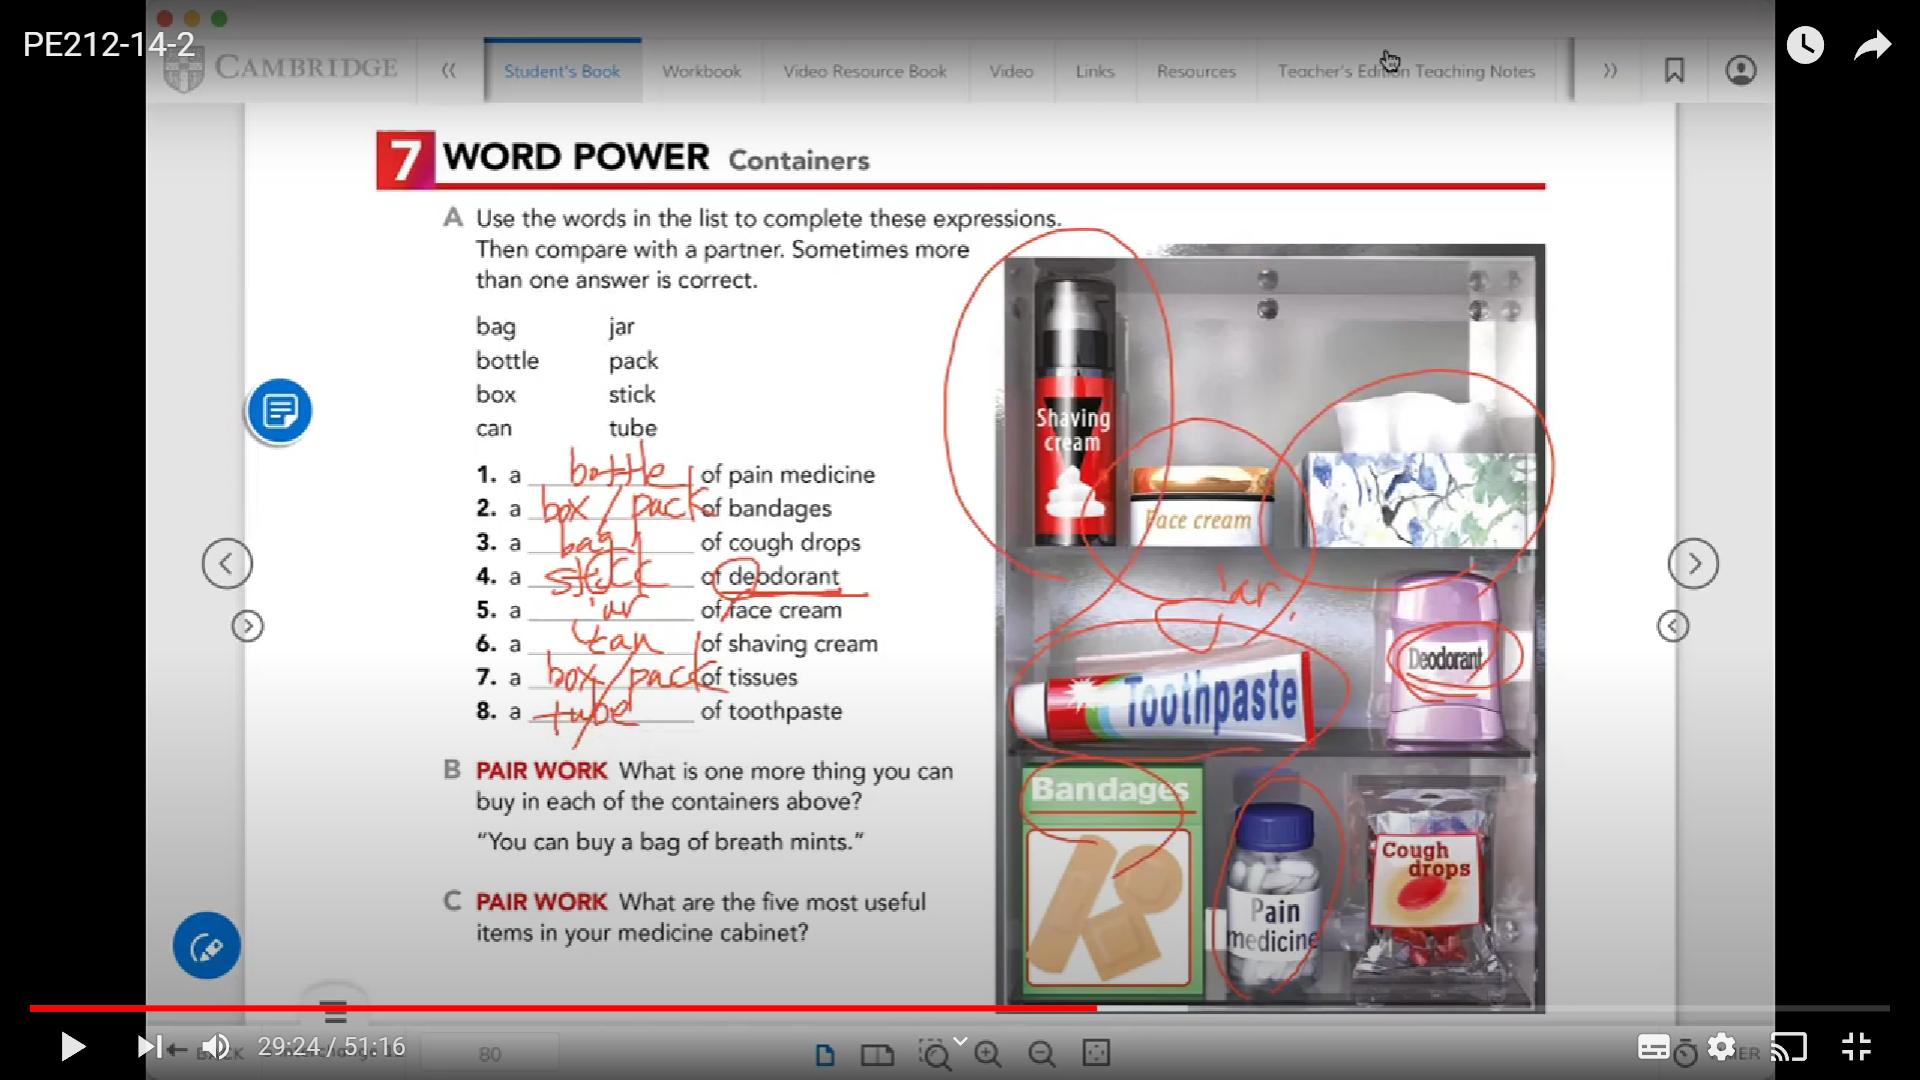 PE212-14-2
CAMBRIDGE
Student's Book Workbook Video Resource Book Video Links Resources Teacher's Edition Teaching Notes
7 WORD POWER Containers
A Use the words in the list to complete these expressions.
Then compare with a partner. Sometimes more
than one answer is correct.
bag jar
bottle pack
box stick
can tube
1. a bottle of pain medicine
2. a box / pack of bandages
3. a bag of cough drops
4. a stick of deodorant
5. a jar of face cream
6. a can of shaving cream
7. a box / pack of tissues
8. a tube of toothpaste
B PAIR WORK What is one more thing you can
buy in each of the containers above?
"You can buy a bag of breath mints."
C PAIR WORK What are the five most useful
items in your medicine cabinet?
Shaving
cream
Face cream
jar
Toothpaste
Deodorant
Bandages
Pain
medicine
Cough
drops
29:24 / 51:16
BACK
80